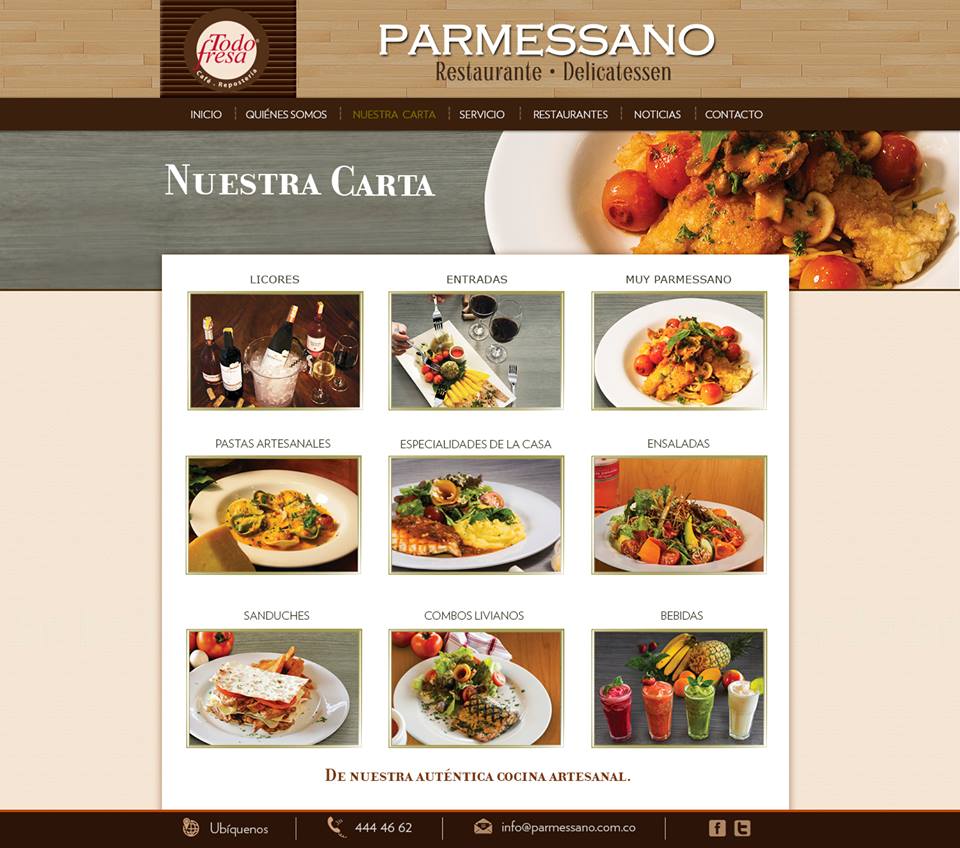 Todo
fresa
Café . Repostería
PARMESSANO
Restaurante • Delicatessen
INICIO
QUIÉNES SOMOS
NUESTRA CARTA
SERVICIO
RESTAURANTES
NOTICIAS
CONTACTO
NUESTRA CARTA
LICORES
ENTRADAS
MUY PARMESSANO
PASTAS ARTESANALES
ESPECIALIDADES DE LA CASA
ENSALADAS
SANDUCHES
COMBOS LIVIANOS
BEBIDAS
DE NUESTRA AUTÉNTICA COCINA ARTESANAL.
Ubíquenos
444 46 62
info@parmessano.com.co